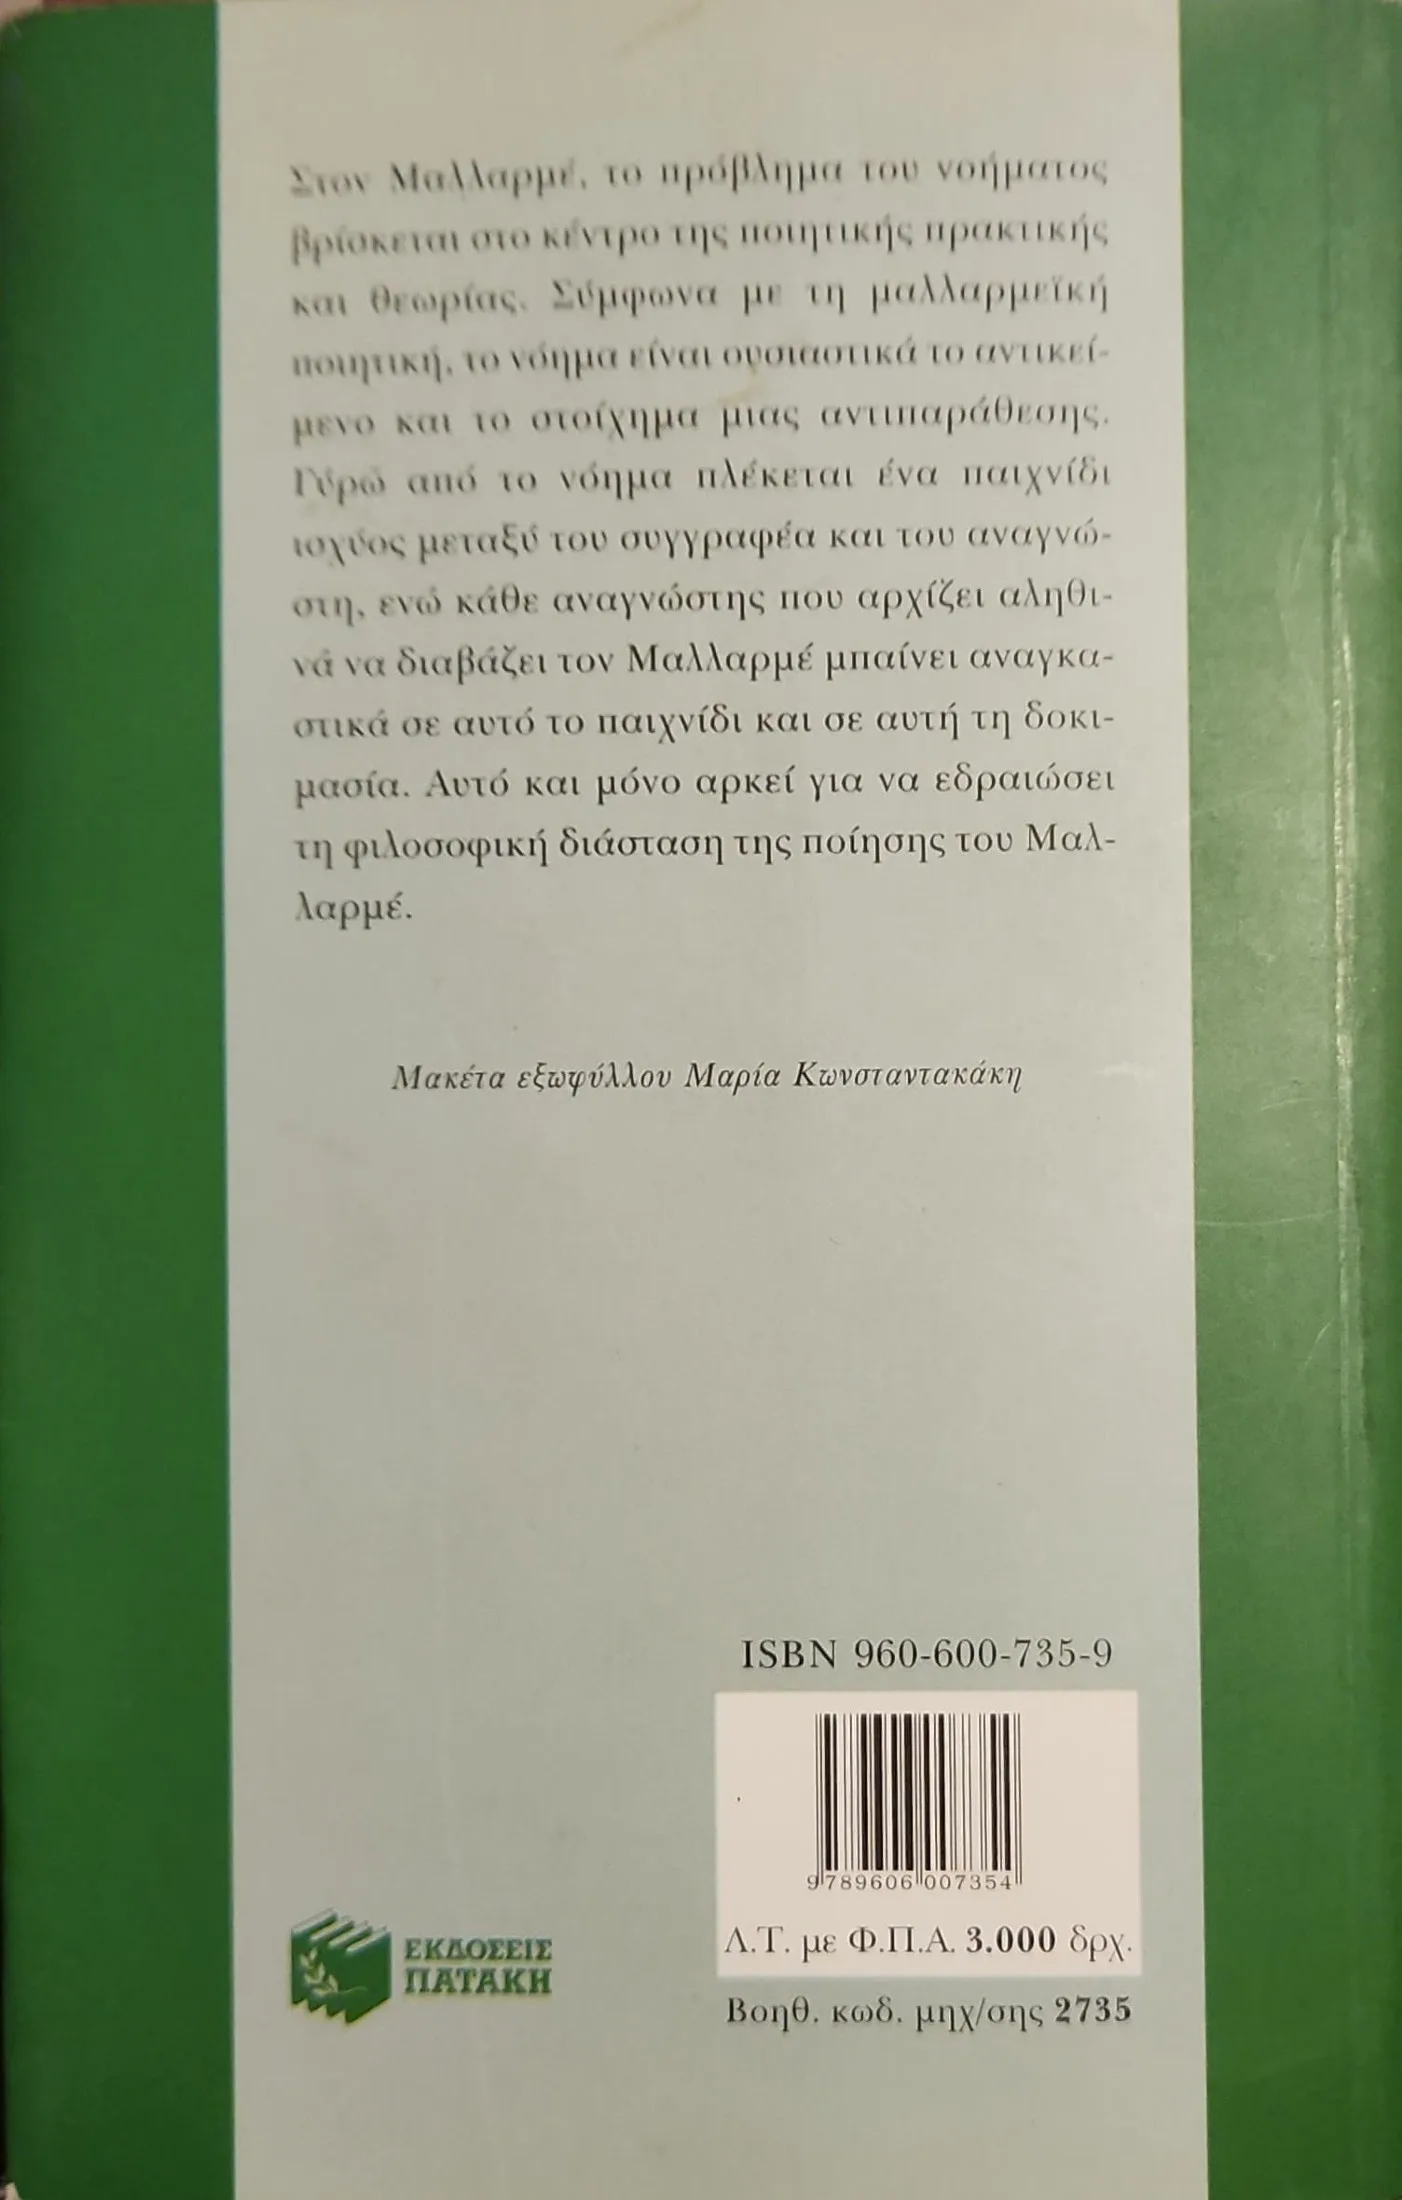 Στον Μαλλαρμέ, το πρόβλημα του νοήματος
βρίσκεται στο κέντρο της ποιητικής πρακτικής
και θεωρίας. Σύμφωνα με τη μαλλαρμεϊκή
ποιητική, το νόημα είναι ουσιαστικά το αντικεί-
μενο και το στοίχημα μιας αντιπαράθεσης.
Γύρω από το νόημα πλέκεται ένα παιχνίδι
ισχύος μεταξύ του συγγραφέα και του αναγνώ-
στη, ενώ κάθε αναγνώστης που αρχίζει αληθι-
νά να διαβάζει τον Μαλλαρμέ μπαίνει αναγκα-
στικά σε αυτό το παιχνίδι και σε αυτή τη δοκι-
μασία. Αυτό και μόνο αρκεί για να εδραιώσει
τη φιλοσοφική διάσταση της ποίησης του Μαλ-
λαρμέ.
Μακέτα εξωφύλλου Μαρία Κωνσταντακάκη
ISBN 960-600-735-9
9 789606 007354
Λ.Τ. με Φ.Π.Α. 3.000 δρχ.
Βοηθ. κωδ. μηχ/σης 2735
ΕΚΔΟΣΕΙΣ
ΠΑΤΑΚΗ